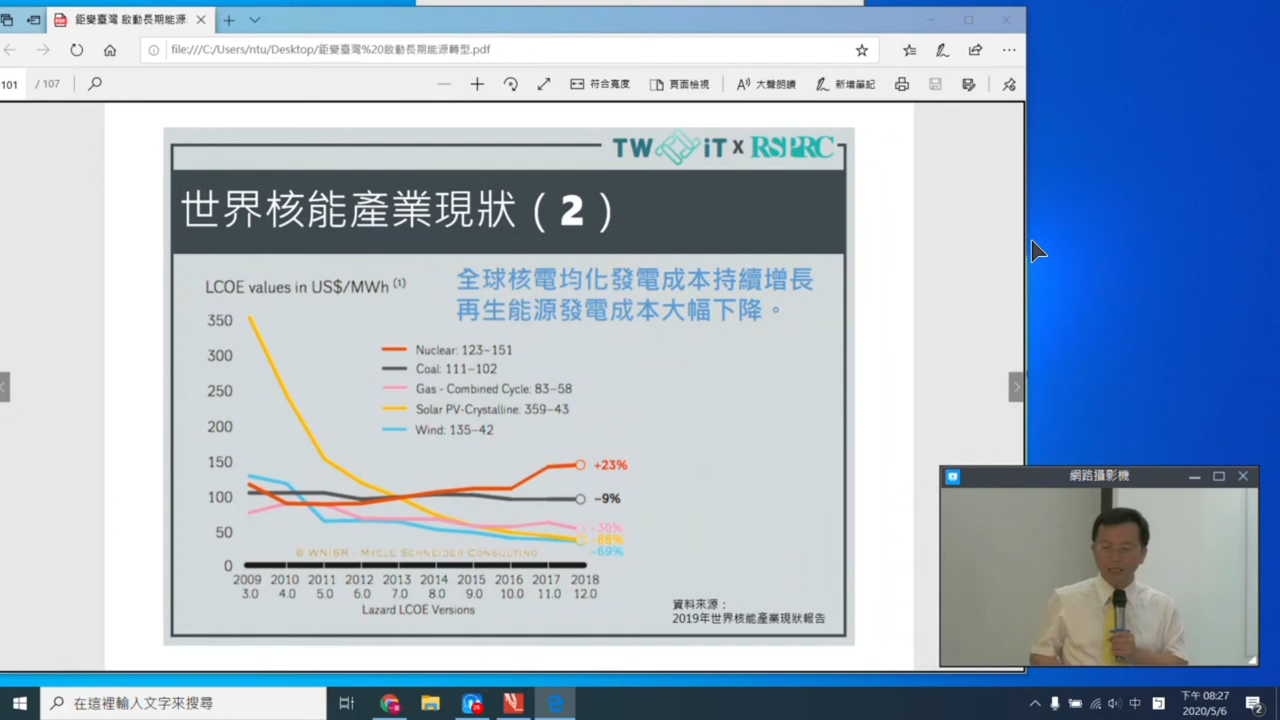 鉅變臺灣 啟動長期能源
file:///C:/Users/ntu/Desktop/鉅變臺灣%20啟動長期能源轉型.pdf
101 / 107
符合寬度
頁面檢視
大聲朗讀
新增筆記
TW iT x RSPRC
世界核能產業現狀（2）
LCOE values in US$/MWh (1)
全球核電均化發電成本持續增長
再生能源發電成本大幅下降。
350
300
250
200
150
100
50
0
Nuclear: 123–151
Coal: 111–102
Gas - Combined Cycle: 83–58
Solar PV-Crystalline: 359–43
Wind: 135–42
+23%
–9%
–30%
–88%
–69%
© WNISR - Mycle Schneider Consulting
2009 2010 2011 2012 2013 2014 2015 2016 2017 2018
3.0 4.0 5.0 6.0 7.0 8.0 9.0 10.0 11.0 12.0
Lazard LCOE Versions
資料來源：
2019年世界核能產業現狀報告
網路攝影機
在這裡輸入文字來搜尋
中
下午 08:27
2020/5/6
2